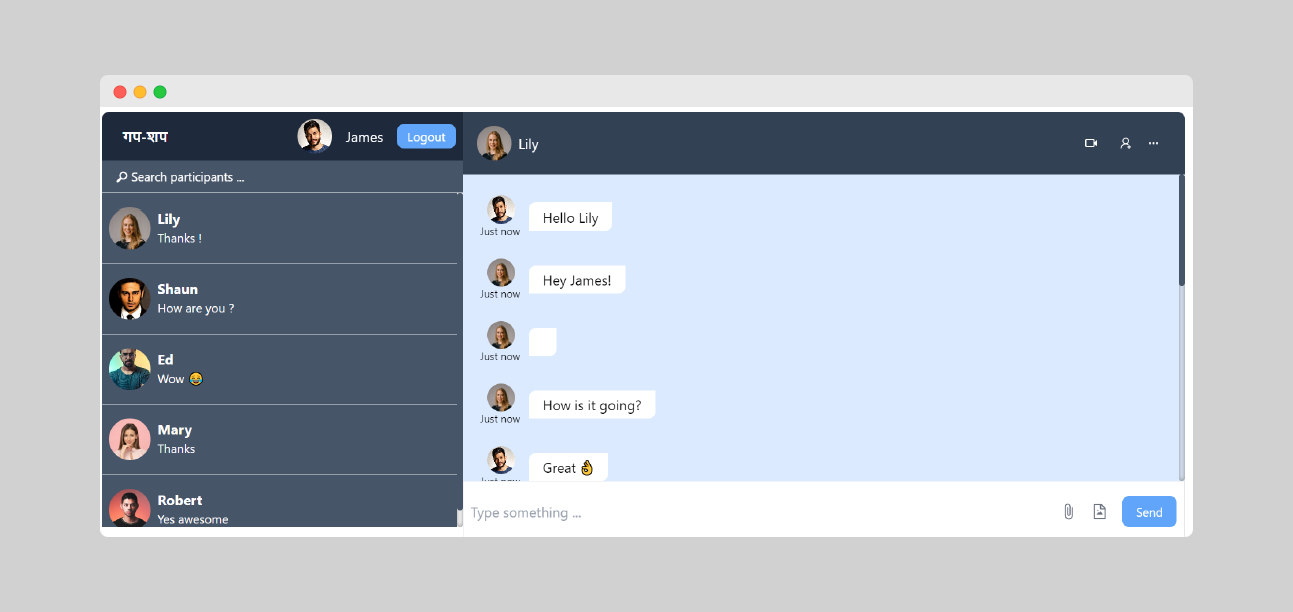 गप-शप
James
Logout
Search participants ...
Lily
Thanks !
Shaun
How are you ?
Ed
Wow 😂
Mary
Thanks
Robert
Yes awesome
Lily
Hello Lily
Just now
Hey James!
Just now
Just now
How is it going?
Just now
Great 👌
Just now
Type something ...
Send